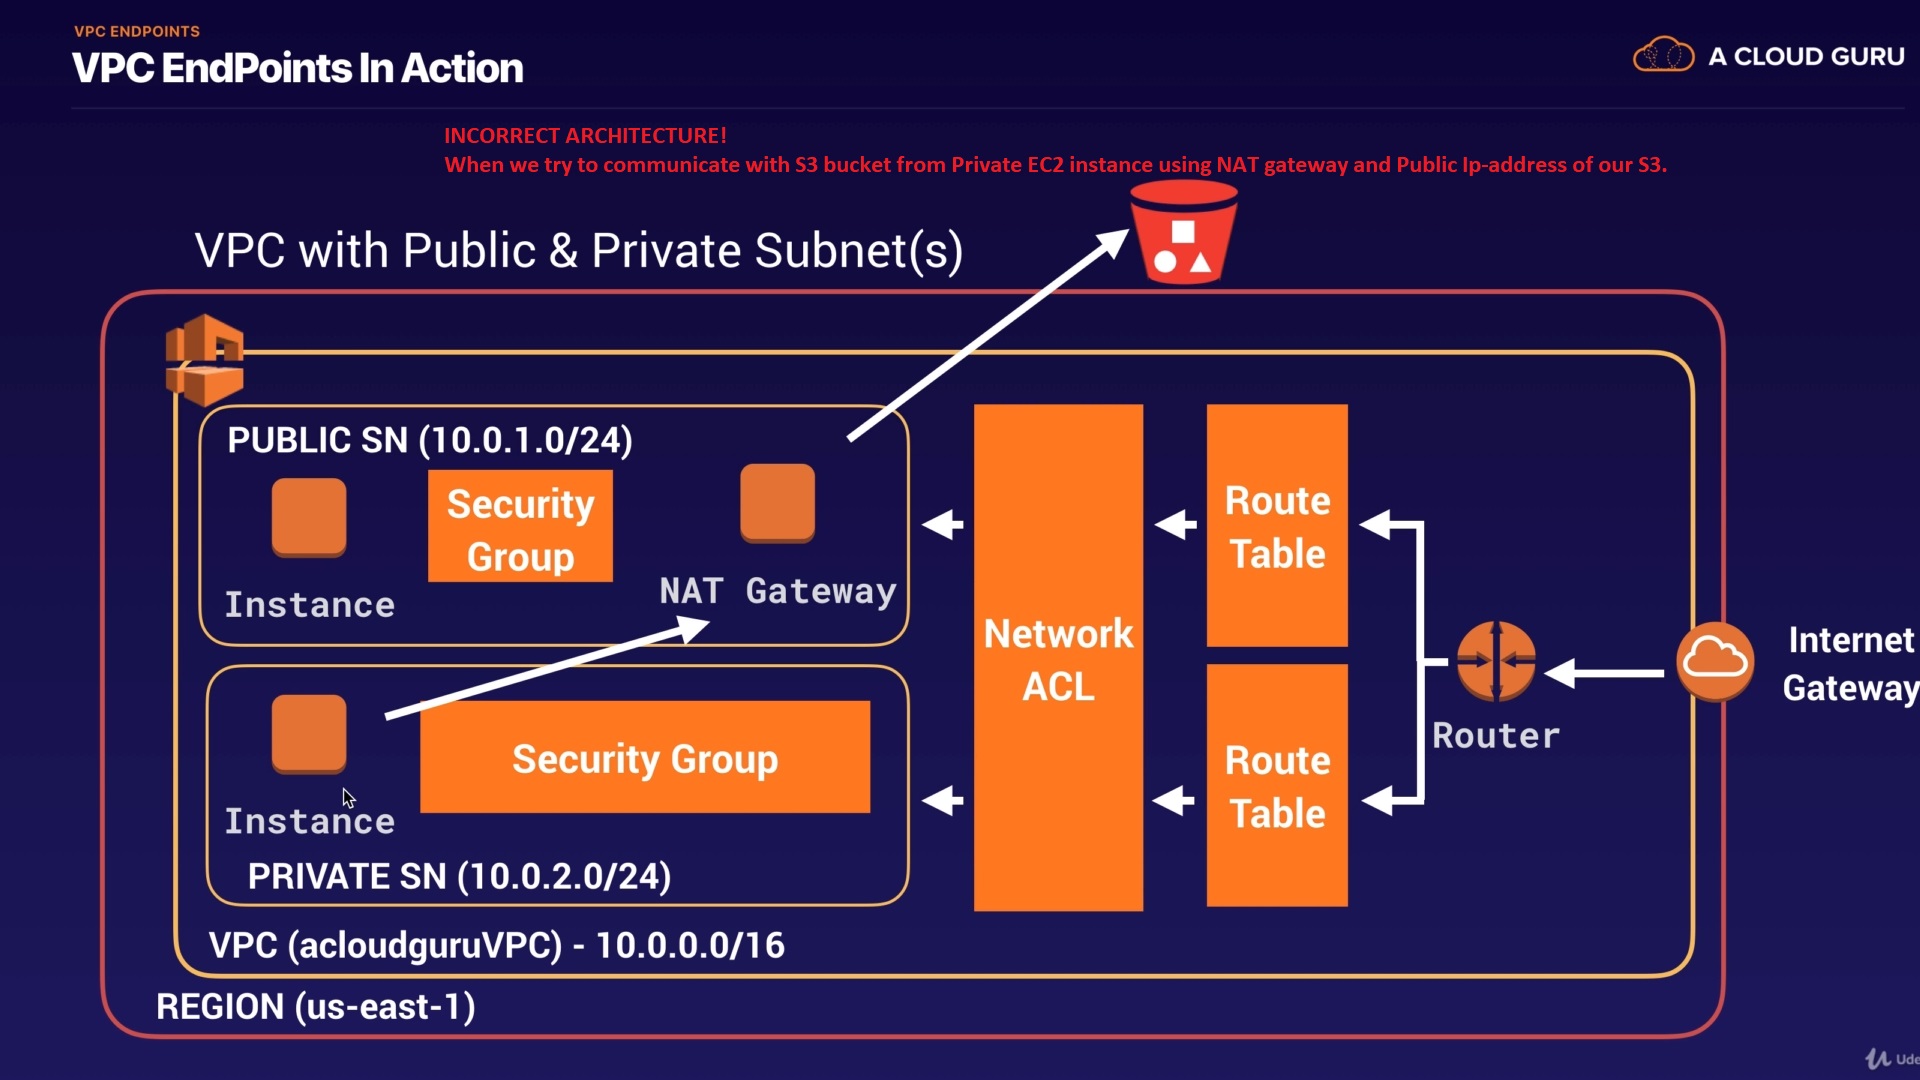 VPC ENDPOINTS
VPC EndPoints In Action
A CLOUD GURU
INCORRECT ARCHITECTURE!
When we try to communicate with S3 bucket from Private EC2 instance using NAT gateway and Public Ip-address of our S3.
VPC with Public & Private Subnet(s)
PUBLIC SN (10.0.1.0/24)
Security
Group
Instance
NAT Gateway
Instance
Security Group
PRIVATE SN (10.0.2.0/24)
Network
ACL
Route
Table
Route
Table
Router
Internet
Gateway
VPC (acloudguruVPC) - 10.0.0.0/16
REGION (us-east-1)